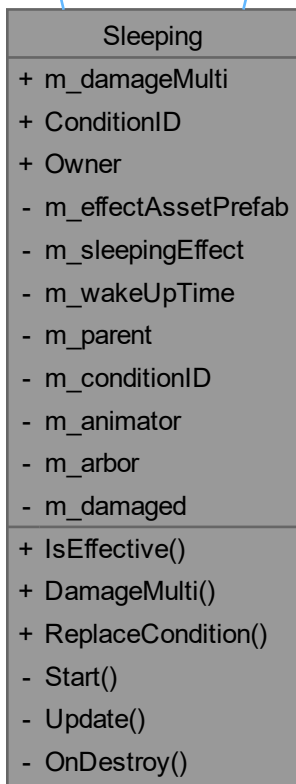 Sleeping
+ m_damageMulti
+ ConditionID
+ Owner
- m_effectAssetPrefab
- m_sleepingEffect
- m_wakeUpTime
- m_parent
- m_conditionID
- m_animator
- m_arbor
- m_damaged
+ IsEffective()
+ DamageMulti()
+ ReplaceCondition()
- Start()
- Update()
- OnDestroy()